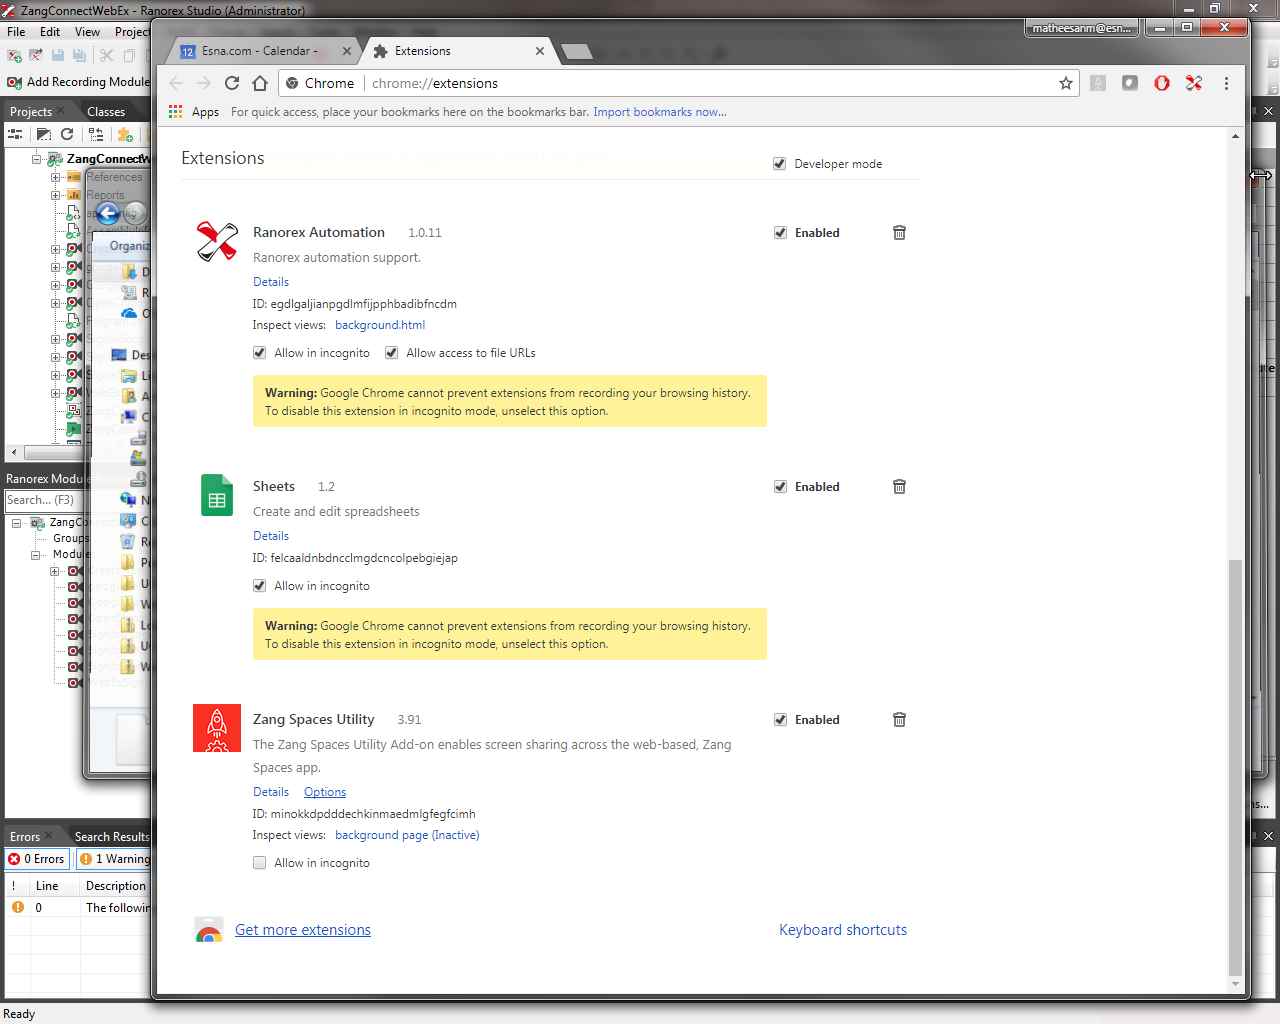 ZangConnectWebEx - Ranorex Studio (Administrator)
File Edit View Project
matheesanm@esn...
12 Esna.com - Calendar -
Extensions
Add Recording Module
Chrome chrome://extensions
Apps For quick access, place your bookmarks here on the bookmarks bar. Import bookmarks now...
Projects Classes
ZangConnectW
References
Reports
Organiz
Extensions
Developer mode
Ranorex Automation 1.0.11
Enabled
Ranorex automation support.
Details
ID: egdlgaljianpgdlmfijpphbadibfncdm
Inspect views: background.html
Allow in incognito Allow access to file URLs
Warning: Google Chrome cannot prevent extensions from recording your browsing history.
To disable this extension in incognito mode, unselect this option.
Sheets 1.2
Enabled
Create and edit spreadsheets
Details
ID: felcaaldnbdncclmgdcncolpebgiejap
Allow in incognito
Warning: Google Chrome cannot prevent extensions from recording your browsing history.
To disable this extension in incognito mode, unselect this option.
Zang Spaces Utility 3.91
Enabled
The Zang Spaces Utility Add-on enables screen sharing across the web-based, Zang
Spaces app.
Details Options
ID: minokkdpdddechkinmaedmlgfegfcimh
Inspect views: background page (Inactive)
Allow in incognito
Get more extensions
Keyboard shortcuts
Ranorex Modu
Search... (F3)
ZangCo
Groups
Module
Errors Search Results
0 Errors 1 Warning
! Line Description
0 The followin
Ready